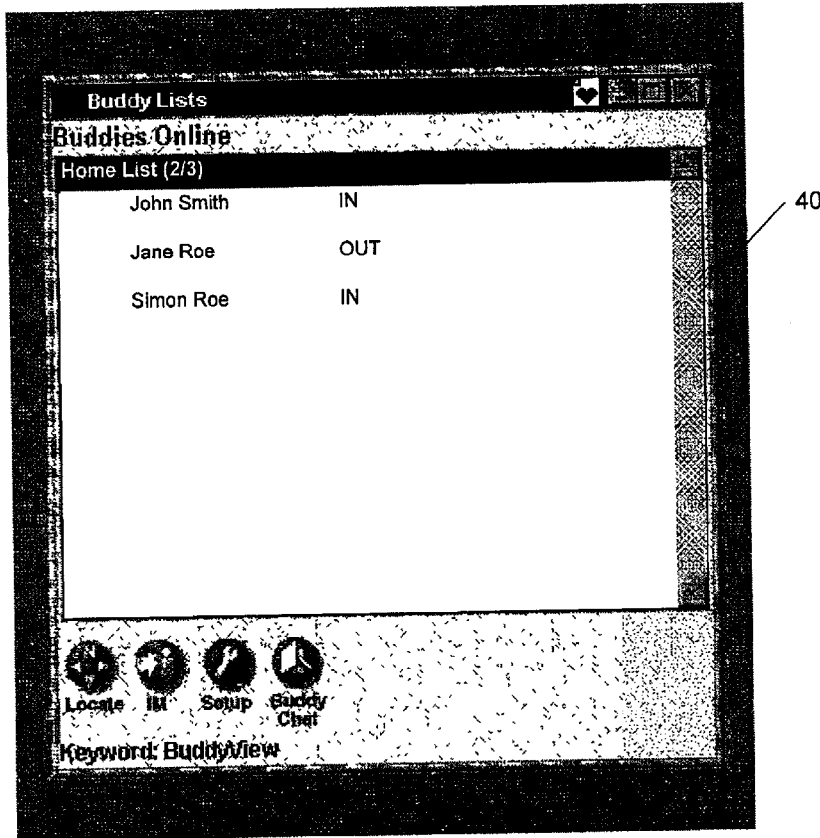 Buddy Lists
Buddies Online
Home List (2/3)
John Smith IN
Jane Roe OUT
Simon Roe IN
40
Locate IM Setup Buddy Chat
Keyword: BuddyView